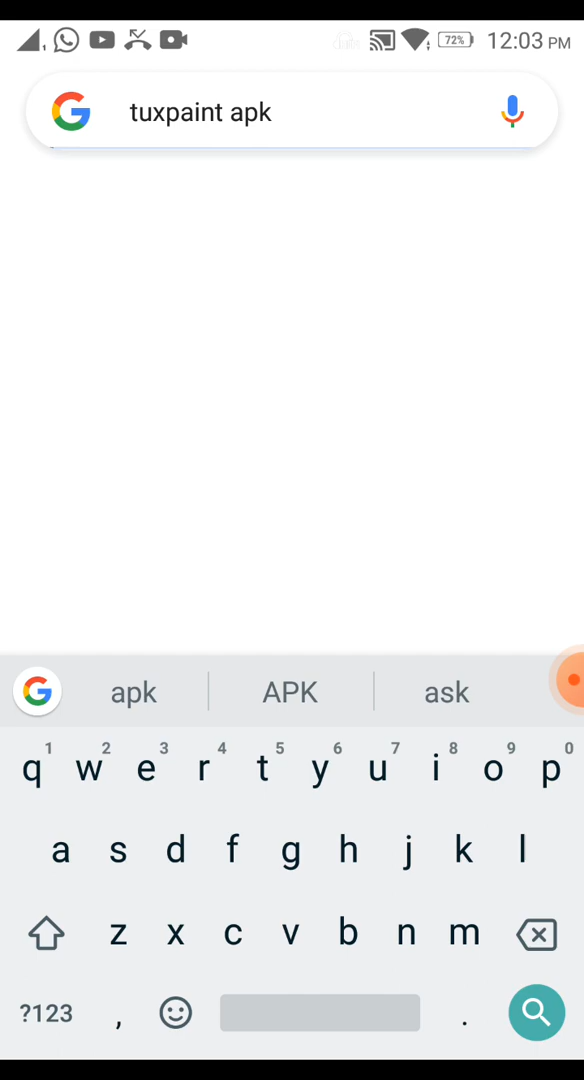 72% 12:03 PM
tuxpaint apk
apk APK ask
1 2 3 4 5 6 7 8 9 0
q w e r t y u i o p
a s d f g h j k l
z x c v b n m
?123 , .